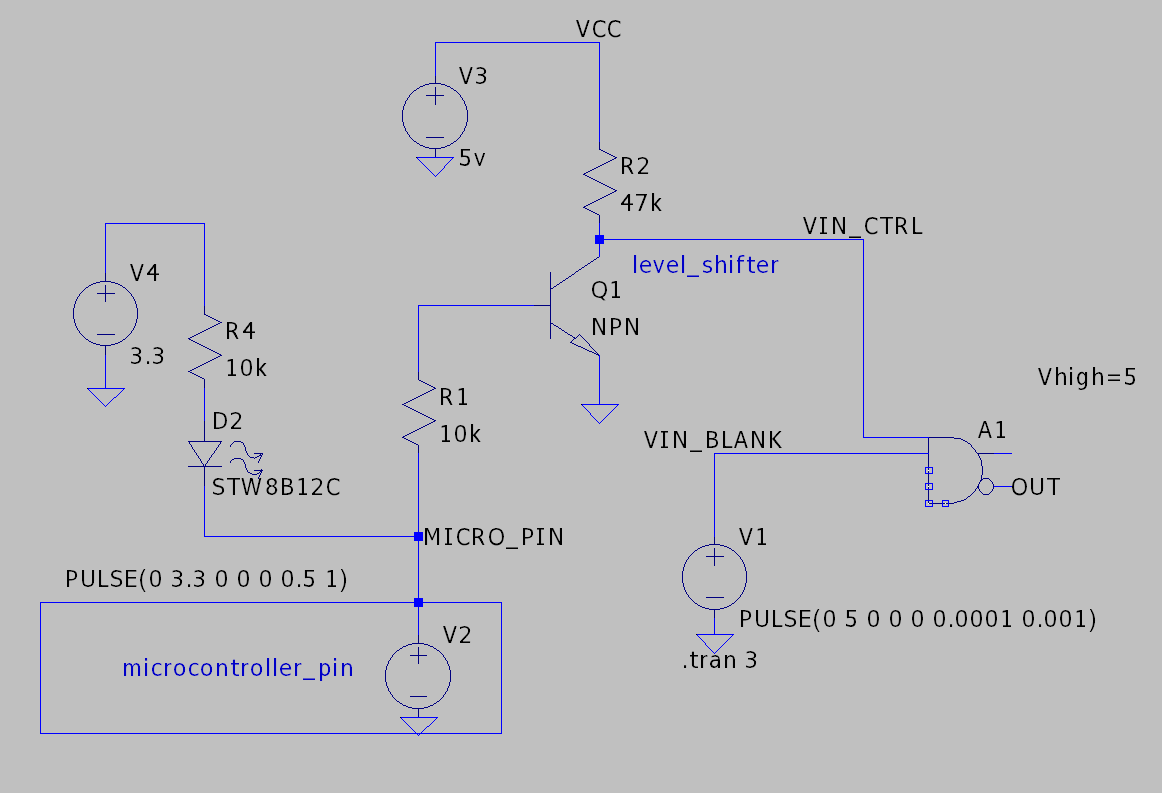 VCC
V3
5v
R2
47k
VIN_CTRL
level_shifter
V4
3.3
R4
10k
Q1
NPN
D2
STW8B12C
R1
10k
Vhigh=5
VIN_BLANK
A1
OUT
MICRO_PIN
V1
PULSE(0 3.3 0 0 0 0.5 1)
PULSE(0 5 0 0 0 0.0001 0.001)
V2
.tran 3
microcontroller_pin